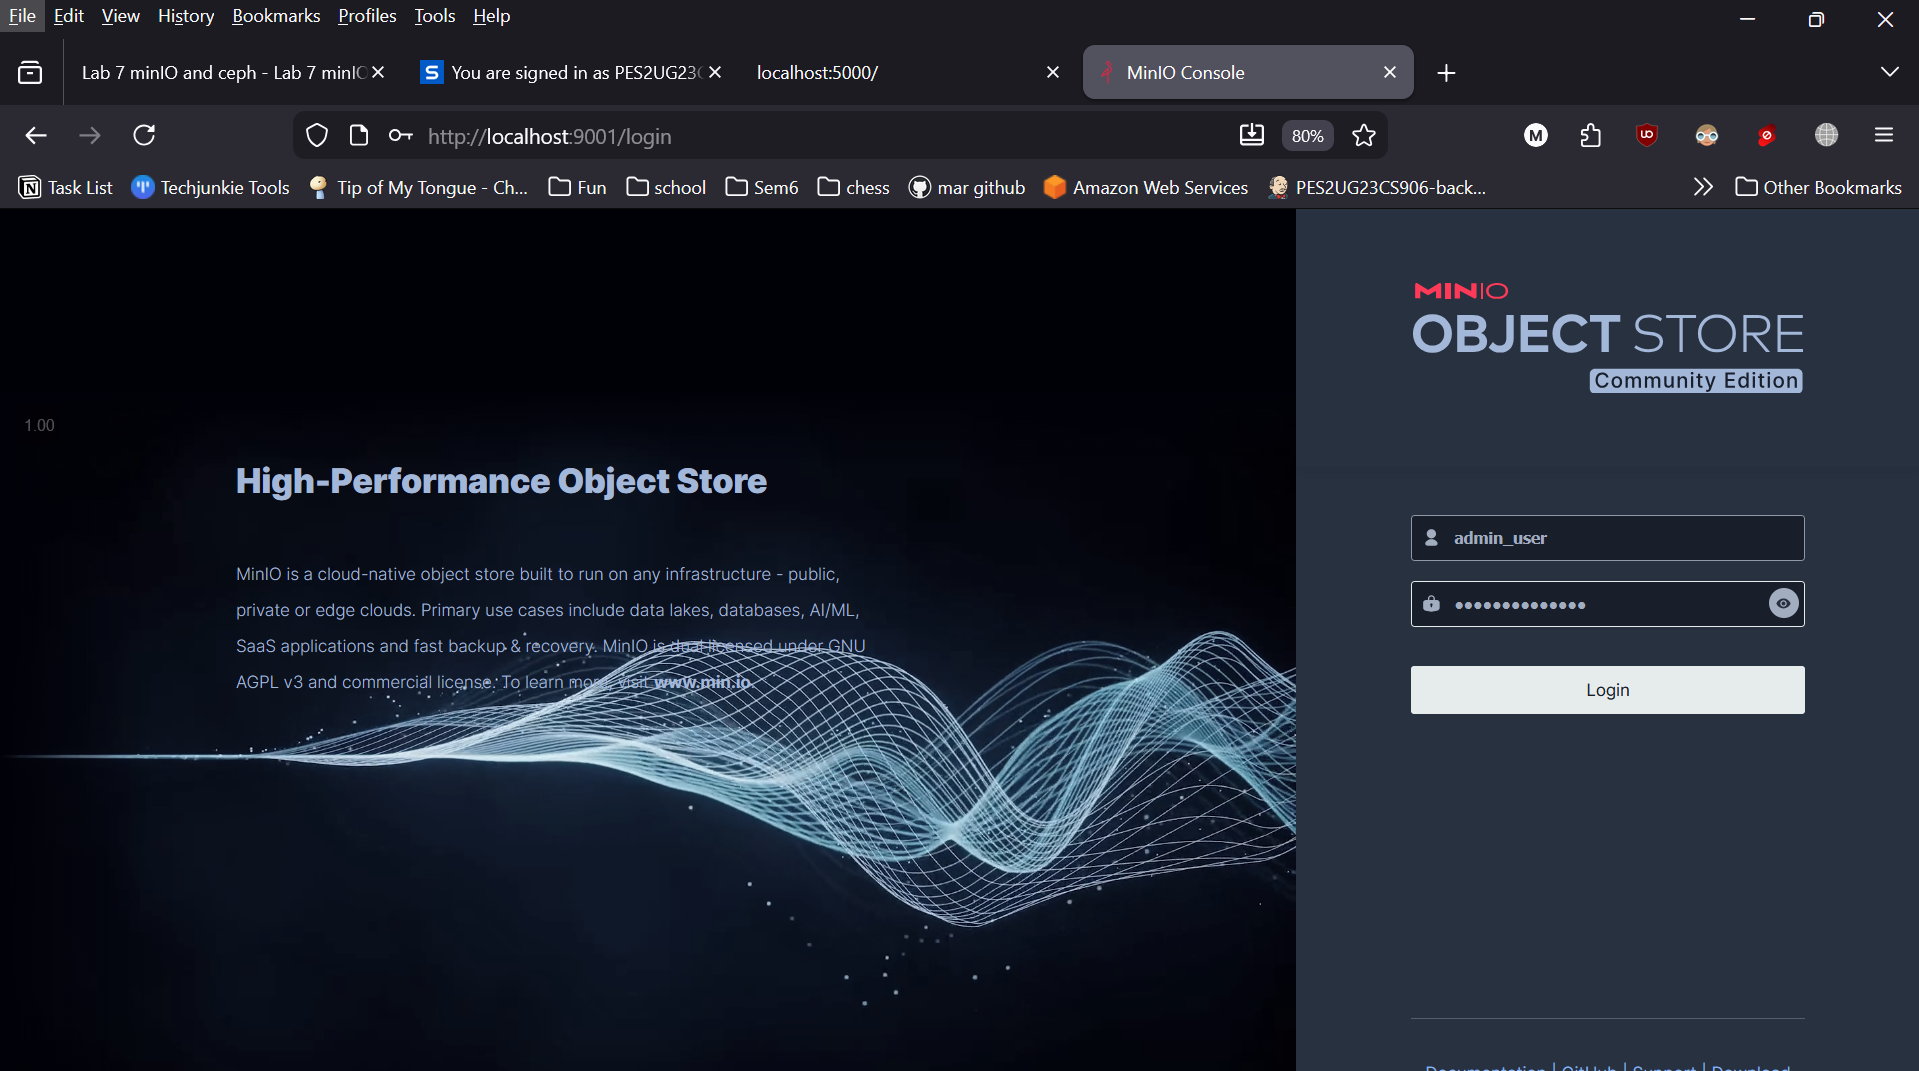 File Edit View History Bookmarks Profiles Tools Help
Lab 7 minIO and ceph - Lab 7 minIO
You are signed in as PES2UG23
localhost:5000/
MinIO Console
http://localhost:9001/login
80%
Task List
Techjunkie Tools
Tip of My Tongue - Ch...
Fun
school
Sem6
chess
mar github
Amazon Web Services
PES2UG23CS906-back...
Other Bookmarks
1.00
High-Performance Object Store
MinIO is a cloud-native object store built to run on any infrastructure - public,
private or edge clouds. Primary use cases include data lakes, databases, AI/ML,
SaaS applications and fast backup & recovery. MinIO is dual-licensed under GNU
AGPL v3 and commercial license. To learn more, visit www.min.io.
MINIO
OBJECT STORE
Community Edition
admin_user
••••••••••••••
Login
Documentation | GitHub | Support | Download